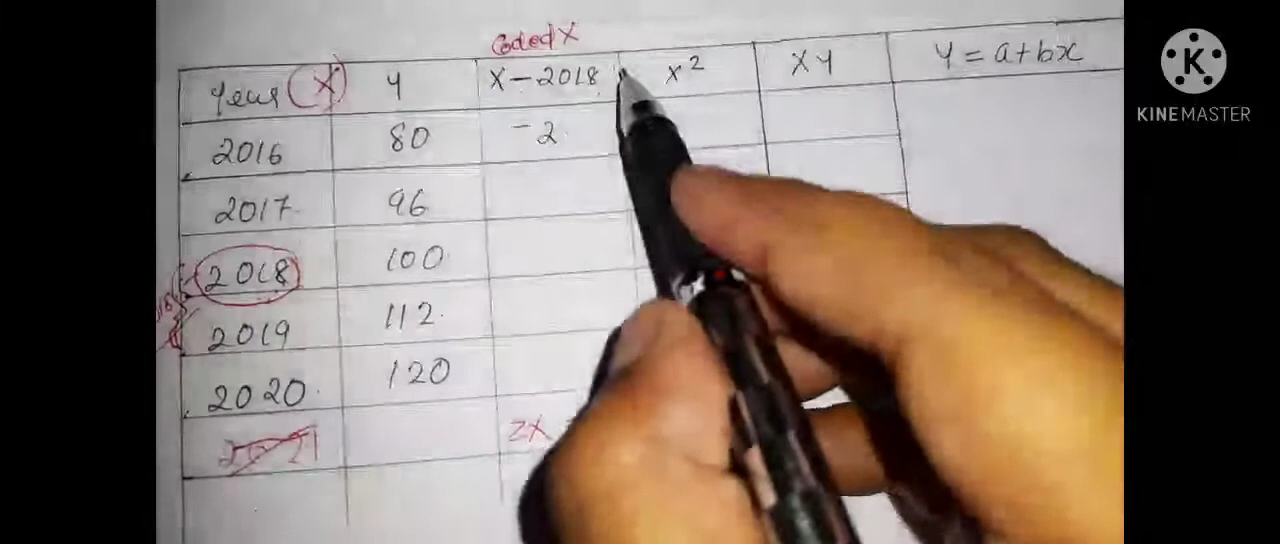 Coded X
Year (X) Y X-2018 x² XY Y = a+bx
2016 80 -2
2017 96
2018 100
2019 112
2020 120
ΣX
K
KINEMASTER